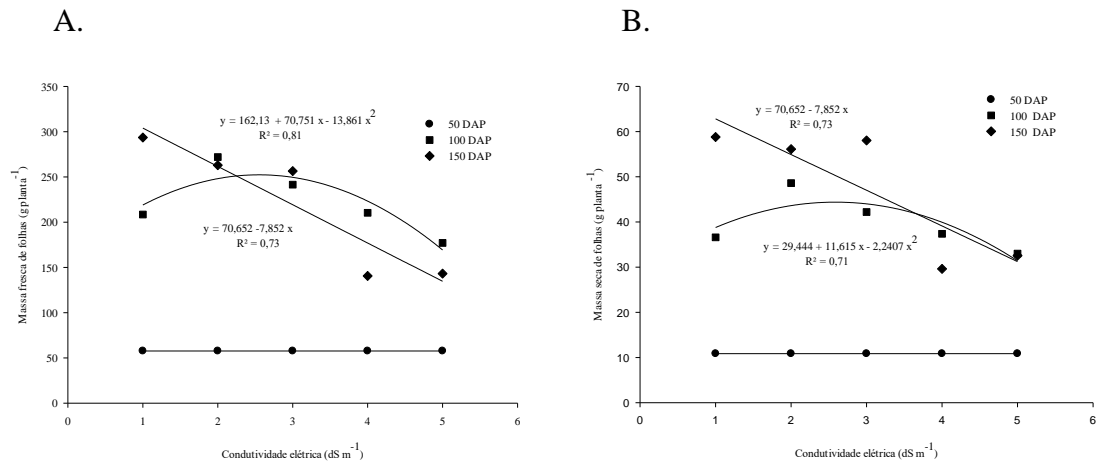 A.
350
300
250
200
150
100
50
0
Massa fresca de folhas (g planta⁻¹)
y = 162,13 + 70,751 x - 13,861 x²
R² = 0,81
50 DAP
100 DAP
150 DAP
y = 70,652 -7,852 x
R² = 0,73
0 1 2 3 4 5 6
Condutividade elétrica (dS m⁻¹)
B.
70
60
50
40
30
20
10
0
Massa seca de folhas (g planta⁻¹)
y = 70,652 - 7,852 x
R² = 0,73
50 DAP
100 DAP
150 DAP
y = 29,444 + 11,615 x - 2,2407 x²
R² = 0,71
0 1 2 3 4 5 6
Condutividade elétrica (dS m⁻¹)